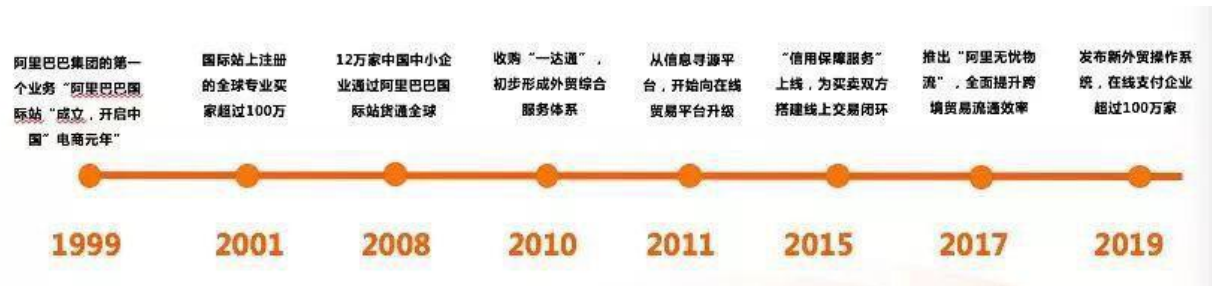 阿里巴巴集团的第一
个业务“阿里巴巴国
际站“成立，开启中
国”电商元年”
国际站上注册
的全球专业买
家超过100万
12万家中国中小企
业通过阿里巴巴国
际站货通全球
收购“一达通”，
初步形成外贸综合
服务体系
从信息寻源平
台，开始向在线
贸易平台升级
“信用保障服务”
上线，为买卖双方
搭建线上交易闭环
推出“阿里无忧物
流”，全面提升跨
境贸易流通效率
发布新外贸操作系
统，在线支付企业
超过100万家
1999
2001
2008
2010
2011
2015
2017
2019